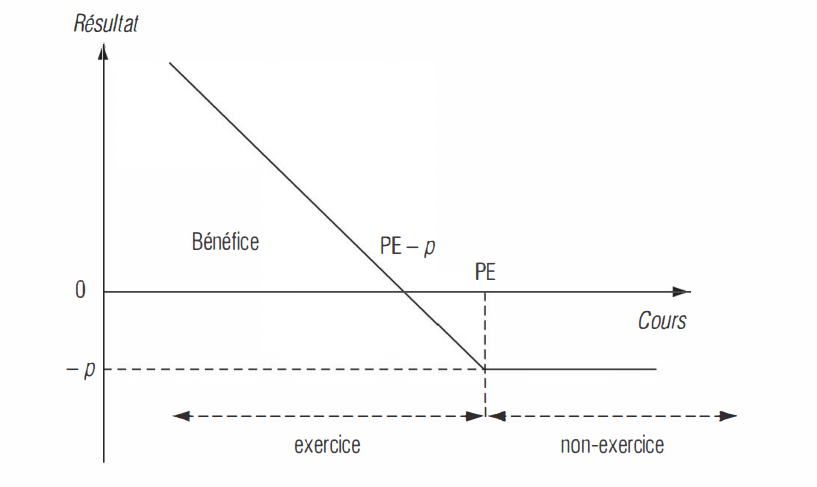 Résultat
Bénéfice
PE – p
PE
0
Cours
– p
exercice
non-exercice